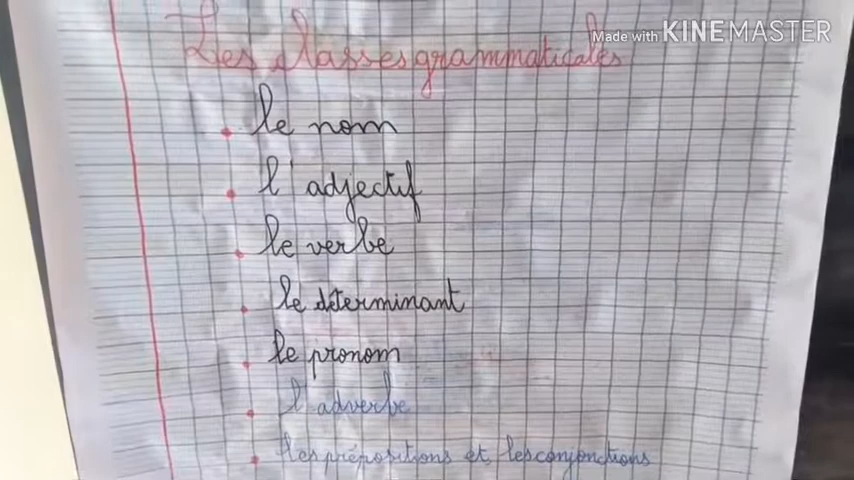 Made with KINEMASTER
Les classes grammaticales
le nom
l'adjectif
le verbe
le déterminant
le pronom
l'adverbe
les prépositions et les conjonctions